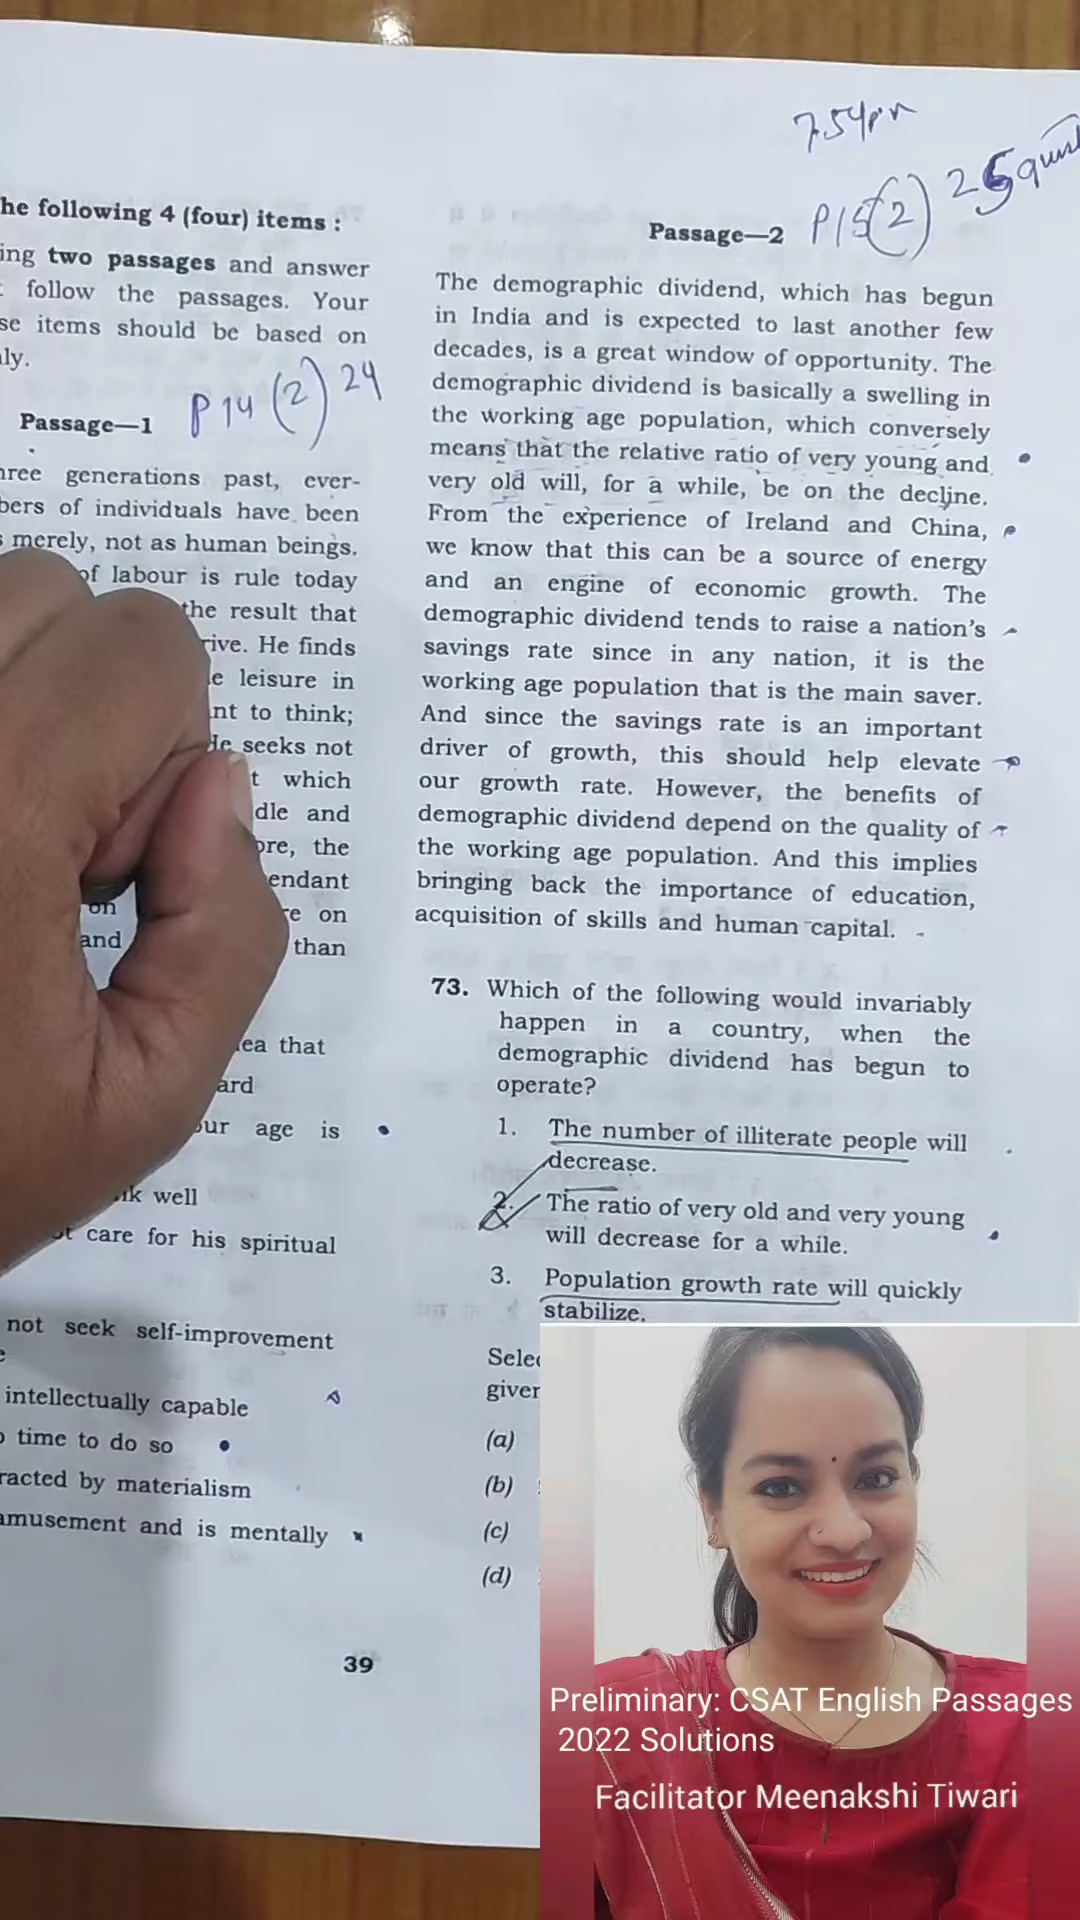 7.54pm
he following 4 (four) items :
ing two passages and answer
follow the passages. Your
se items should be based on
P 14 (2) 24
Passage—1
hree generations past, ever-
bers of individuals have been
merely, not as human beings.
of labour is rule today
the result that
rive. He finds
e leisure in
nt to think;
He seeks not
t which
dle and
ore, the
endant
on
e on
and
than
ea that
ard
our age is
nk well
t care for his spiritual
not seek self-improvement
intellectually capable
time to do so
racted by materialism
amusement and is mentally
39
P15(2) 25
Passage—2
The demographic dividend, which has begun
in India and is expected to last another few
decades, is a great window of opportunity. The
demographic dividend is basically a swelling in
the working age population, which conversely
means that the relative ratio of very young and
very old will, for a while, be on the decline.
From the experience of Ireland and China,
we know that this can be a source of energy
and an engine of economic growth. The
demographic dividend tends to raise a nation's
savings rate since in any nation, it is the
working age population that is the main saver.
And since the savings rate is an important
driver of growth, this should help elevate
our growth rate. However, the benefits of
demographic dividend depend on the quality of
the working age population. And this implies
bringing back the importance of education,
acquisition of skills and human capital.
73. Which of the following would invariably
happen in a country, when the
demographic dividend has begun to
operate?
1. The number of illiterate people will
decrease.
2. The ratio of very old and very young
will decrease for a while.
3. Population growth rate will quickly
stabilize.
Selec
given
(a)
(b)
(c)
(d)
Preliminary: CSAT English Passages
2022 Solutions
Facilitator Meenakshi Tiwari